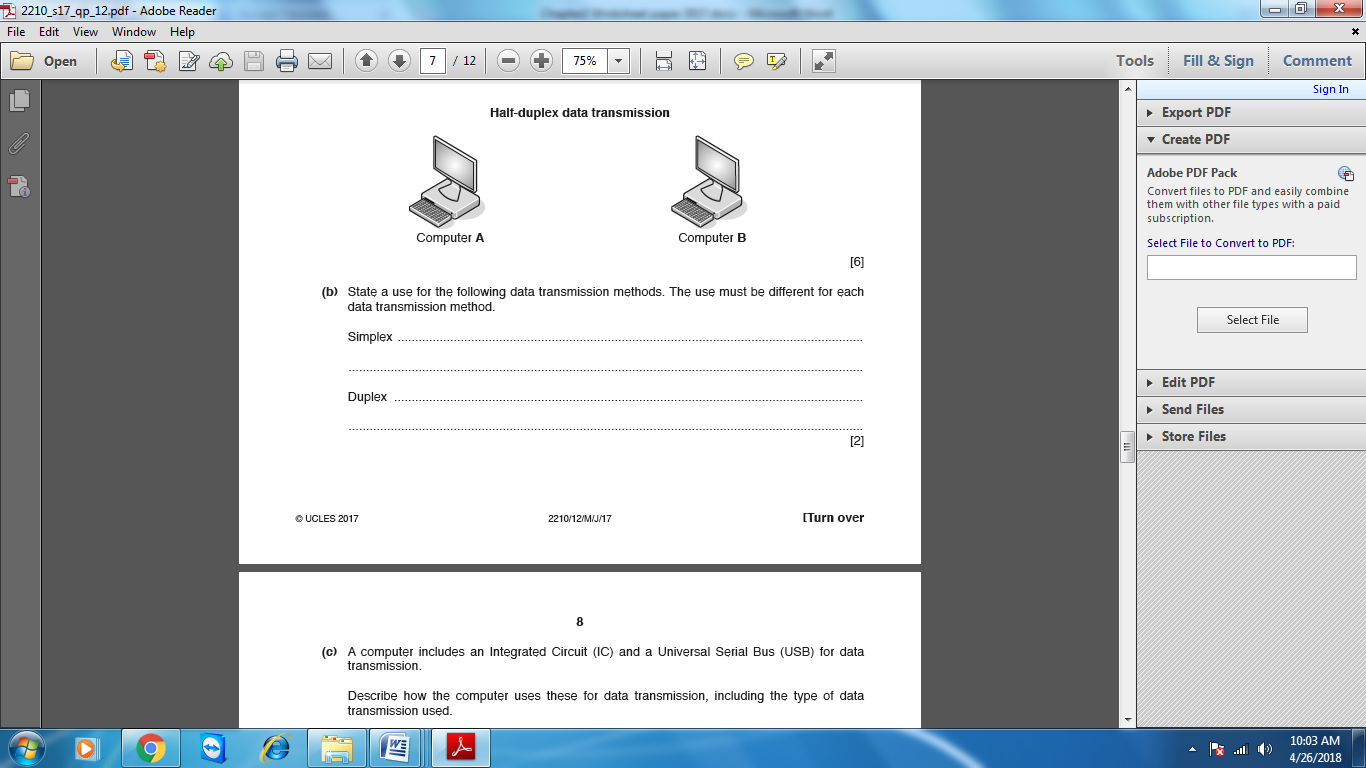 2210_s17_qp_12.pdf - Adobe Reader
File Edit View Window Help
Open 7 / 12 75% Tools Fill & Sign Comment
Sign In
Export PDF
Create PDF
Adobe PDF Pack
Convert files to PDF and easily combine
them with other file types with a paid
subscription.
Select File to Convert to PDF:
Select File
Edit PDF
Send Files
Store Files
Half-duplex data transmission
Computer A Computer B
[6]
(b) State a use for the following data transmission methods. The use must be different for each
data transmission method.
Simplex ....................................................................................................
....................................................................................................
Duplex ....................................................................................................
....................................................................................................
[2]
© UCLES 2017 2210/12/M/J/17 [Turn over
8
(c) A computer includes an Integrated Circuit (IC) and a Universal Serial Bus (USB) for data
transmission.
Describe how the computer uses these for data transmission, including the type of data
transmission used.
10:03 AM
4/26/2018